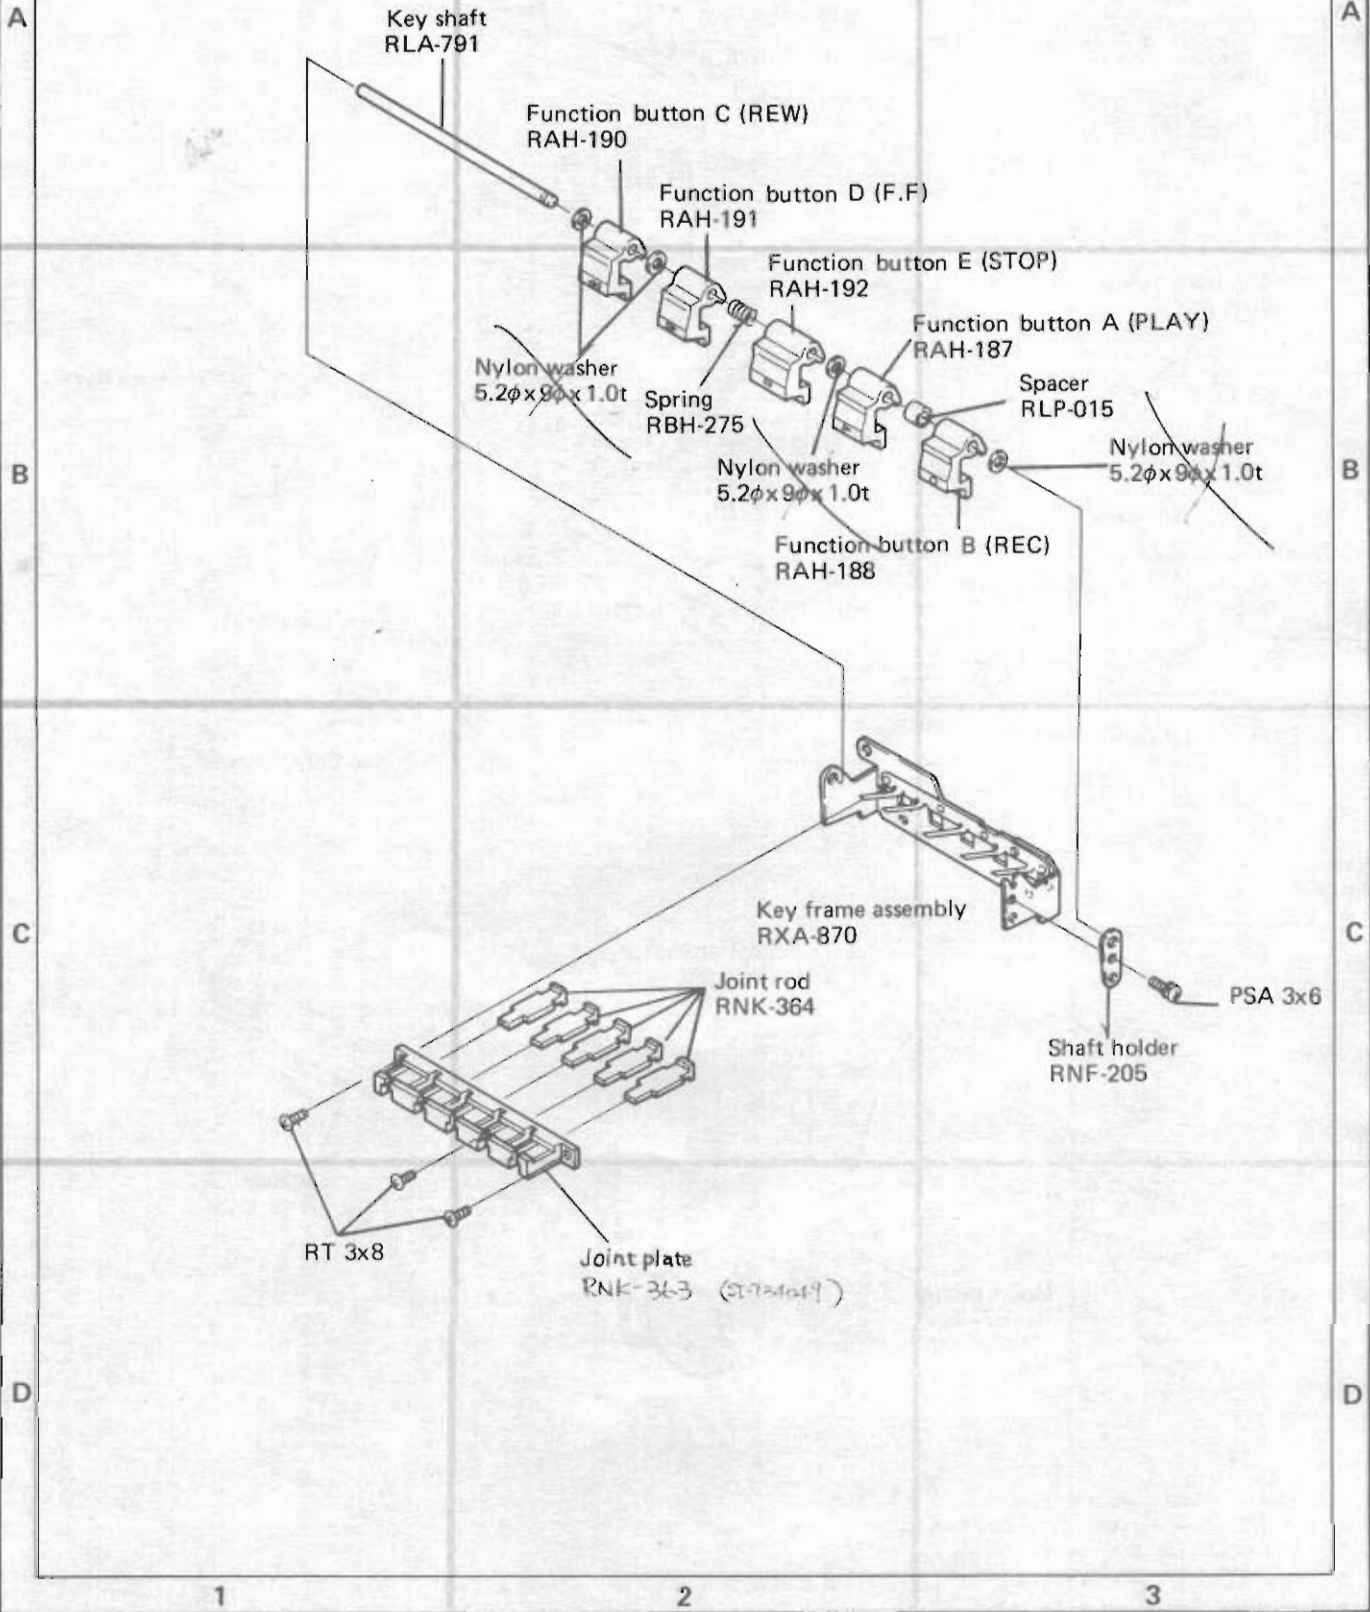 A
A
Key shaft
RLA-791
Function button C (REW)
RAH-190
Function button D (F.F)
RAH-191
Function button E (STOP)
RAH-192
Function button A (PLAY)
RAH-187
Nylon washer
5.2φx9φx1.0t
Spring
RBH-275
Spacer
RLP-015
Nylon washer
5.2φx9φx1.0t
Nylon washer
5.2φx9φx1.0t
B
B
Function button B (REC)
RAH-188
Key frame assembly
RXA-870
C
C
Joint rod
RNK-364
PSA 3x6
Shaft holder
RNF-205
RT 3x8
Joint plate
RNK-363
D
D
1
2
3